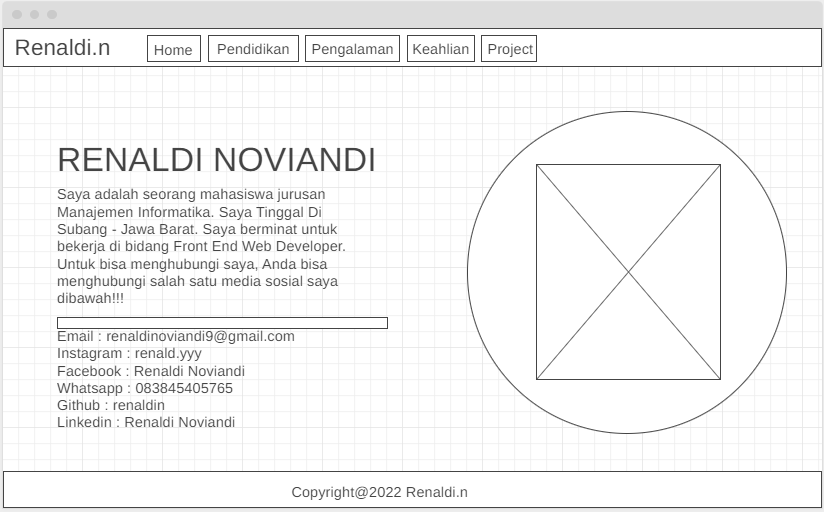 Renaldi.n
Home
Pendidikan
Pengalaman
Keahlian
Project
RENALDI NOVIANDI
Saya adalah seorang mahasiswa jurusan
Manajemen Informatika. Saya Tinggal Di
Subang - Jawa Barat. Saya berminat untuk
bekerja di bidang Front End Web Developer.
Untuk bisa menghubungi saya, Anda bisa
menghubungi salah satu media sosial saya
dibawah!!!
Email : renaldinoviandi9@gmail.com
Instagram : renald.yyy
Facebook : Renaldi Noviandi
Whatsapp : 083845405765
Github : renaldin
Linkedin : Renaldi Noviandi
Copyright@2022 Renaldi.n